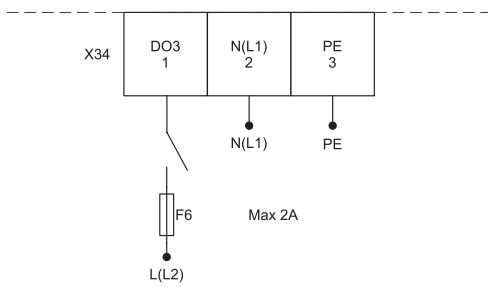 X34
DO3
1
N(L1)
2
PE
3
N(L1)
PE
F6
Max 2A
L(L2)